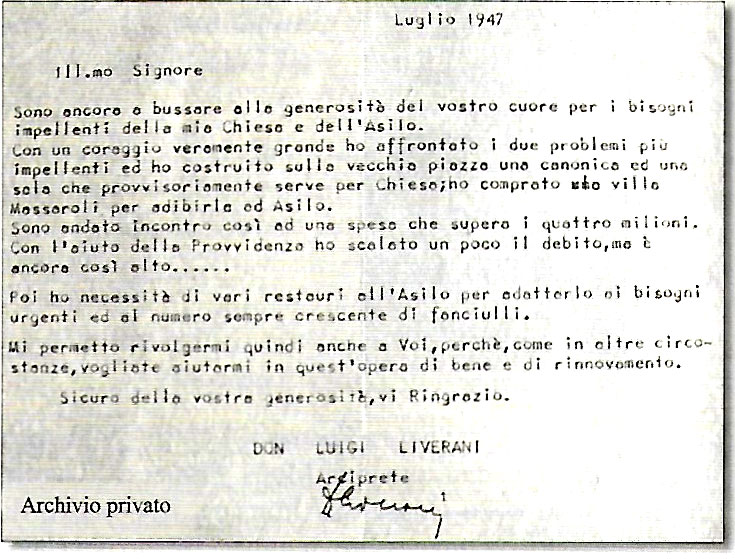 Luglio 1947
Ill.mo Signore
Sono ancora a bussare alla generosità del vostro cuore per i bisogni
impellenti della mia Chiesa e dell'Asilo.
Con un coraggio veramente grande ho affrontato i due problemi più
impellenti ed ho costruito sulla vecchia piazza una canonica ed una
sala che provvisoriamente serve per Chiesa;ho comprato villa
Massaroli per adibirla ad Asilo.
Sono andato incontro così ad una spesa che supera i quattro milioni.
Con l'aiuto della Provvidenza ho scalato un poco il debito,ma è
ancora così alto......
Poi ho necessità di vari restauri all'Asilo per adattarlo ai bisogni
urgenti ed al numero sempre crescente di fanciulli.
Mi permetto rivolgermi quindi anche a Voi,perchè,come in altre circo-
stanze,vogliate aiutarmi in quest'opera di bene e di rinnovamento.
Sicuro della vostra generosità,vi Ringrazio.
DON LUIGI LIVERANI
Arciprete
Archivio privato